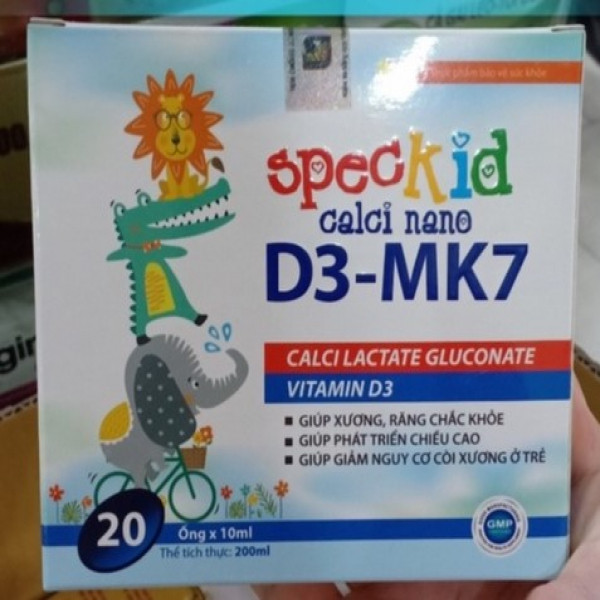 Thực phẩm bảo vệ sức khỏe
speckid
calci nano
D3-MK7
CALCI LACTATE GLUCONATE
VITAMIN D3
GIÚP XƯƠNG, RĂNG CHẮC KHỎE
GIÚP PHÁT TRIỂN CHIỀU CAO
GIÚP GIẢM NGUY CƠ CÒI XƯƠNG Ở TRẺ
20
Ống x 10ml
Thể tích thực: 200ml
GMP